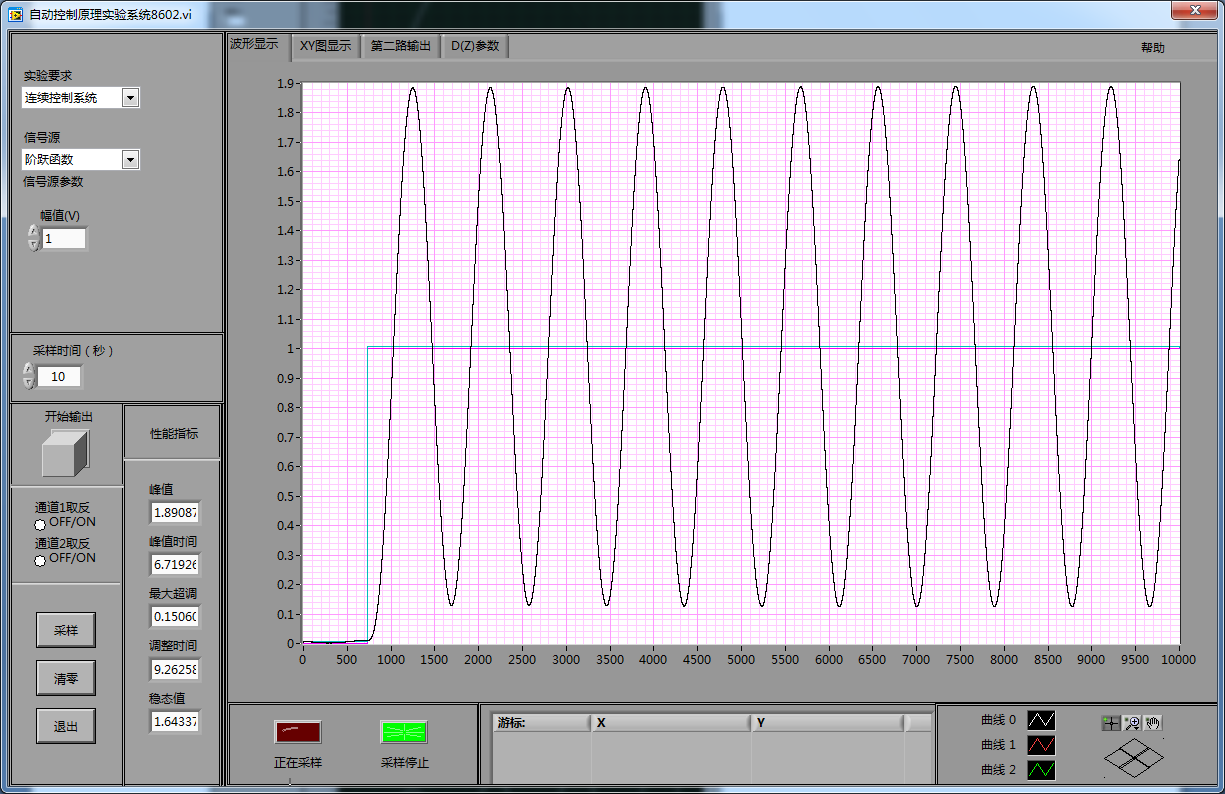 自动控制原理实验系统8602.vi
实验要求
连续控制系统
信号源
阶跃函数
信号源参数
幅值(V)
1
采样时间（秒）
10
开始输出
通道1取反
OFF/ON
通道2取反
OFF/ON
采样
清零
退出
性能指标
峰值
1.89087
峰值时间
6.71926
最大超调
0.15060
调整时间
9.26258
稳态值
1.64337
波形显示 XY图显示 第二路输出 D(Z)参数 帮助
1.9
1.8
1.7
1.6
1.5
1.4
1.3
1.2
1.1
1
0.9
0.8
0.7
0.6
0.5
0.4
0.3
0.2
0.1
0
0 500 1000 1500 2000 2500 3000 3500 4000 4500 5000 5500 6000 6500 7000 7500 8000 8500 9000 9500 10000
正在采样 采样停止
游标: X Y
曲线 0
曲线 1
曲线 2